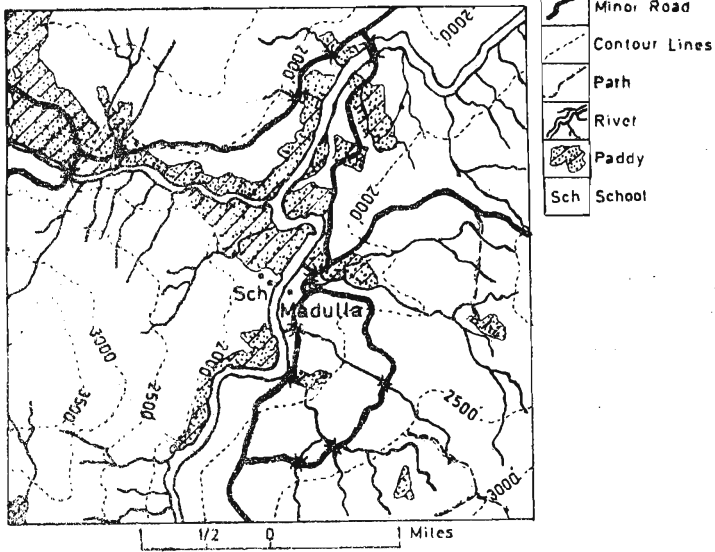 Minor Road
Contour Lines
Path
River
Paddy
Sch School
2000
2000
2000
Sch
Madulla
3000
3500
2500
2000
2500
3000
1/2 0 1 Miles